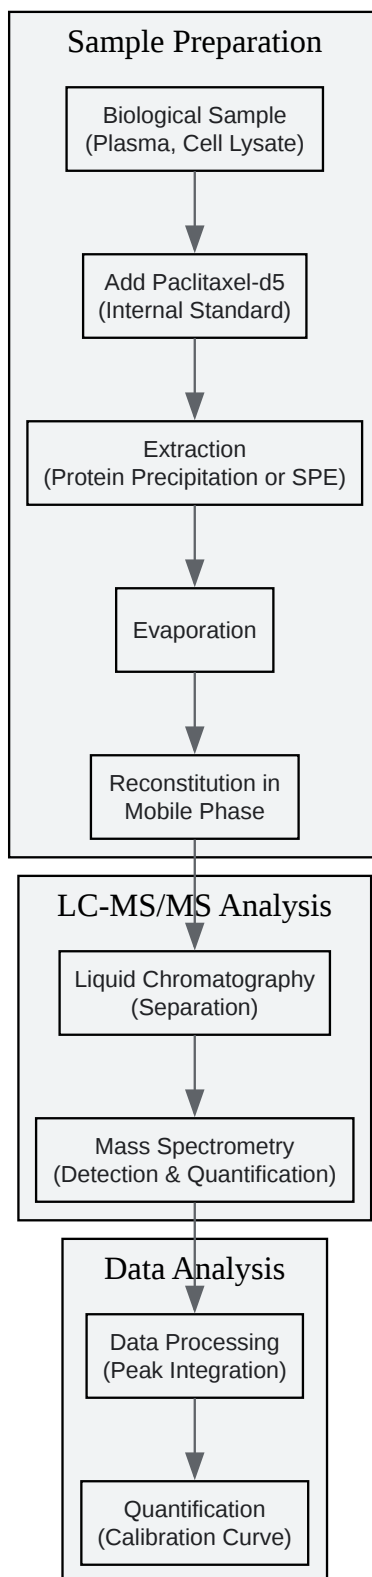 Sample Preparation
Biological Sample
(Plasma, Cell Lysate)
Add Paclitaxel-d5
(Internal Standard)
Extraction
(Protein Precipitation or SPE)
Evaporation
Reconstitution in
Mobile Phase
LC-MS/MS Analysis
Liquid Chromatography
(Separation)
Mass Spectrometry
(Detection & Quantification)
Data Analysis
Data Processing
(Peak Integration)
Quantification
(Calibration Curve)